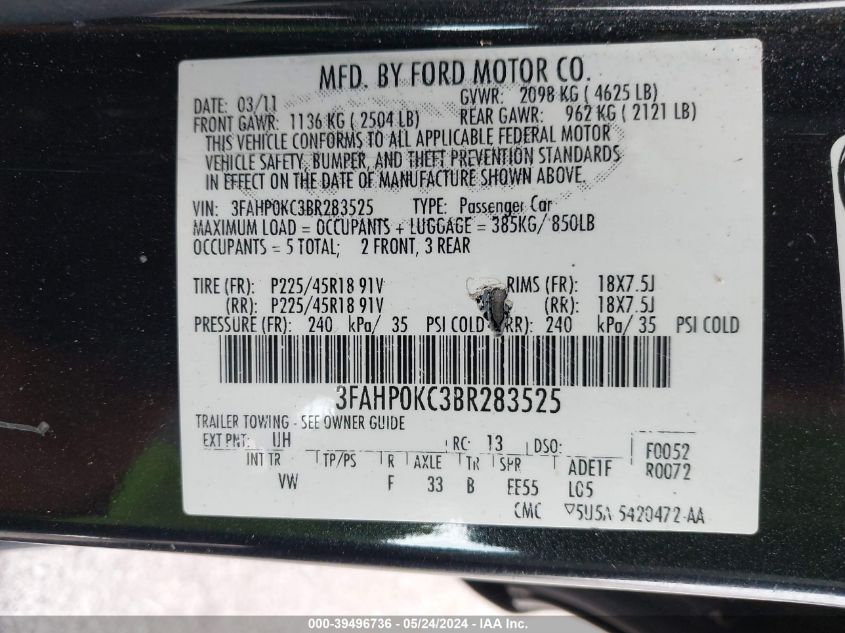 MFD. BY FORD MOTOR CO.
DATE: 03/11 GVWR: 2098 KG ( 4625 LB)
FRONT GAWR: 1136 KG ( 2504 LB) REAR GAWR: 962 KG ( 2121 LB)
THIS VEHICLE CONFORMS TO ALL APPLICABLE FEDERAL MOTOR
VEHICLE SAFETY, BUMPER, AND THEFT PREVENTION STANDARDS
IN EFFECT ON THE DATE OF MANUFACTURE SHOWN ABOVE.
VIN: 3FAHP0KC3BR283525 TYPE: Passenger Car
MAXIMUM LOAD = OCCUPANTS + LUGGAGE = 385KG/ 850LB
OCCUPANTS = 5 TOTAL; 2 FRONT, 3 REAR
TIRE (FR): P225/45R18 91V RIMS (FR): 18X7.5J
(RR): P225/45R18 91V (RR): 18X7.5J
PRESSURE (FR): 240 kPa/ 35 PSI COLD (RR): 240 kPa/ 35 PSI COLD
3FAHP0KC3BR283525
TRAILER TOWING - SEE OWNER GUIDE
EXT PNT: UH RC: 13 DSO: F0052
INT TR TP/PS R AXLE TR SPR ADE1F R0072
VW F 33 B EE55 L05
CMC ▽5U5A 5420472-AA
000-39496736 - 05/24/2024 - IAA Inc.